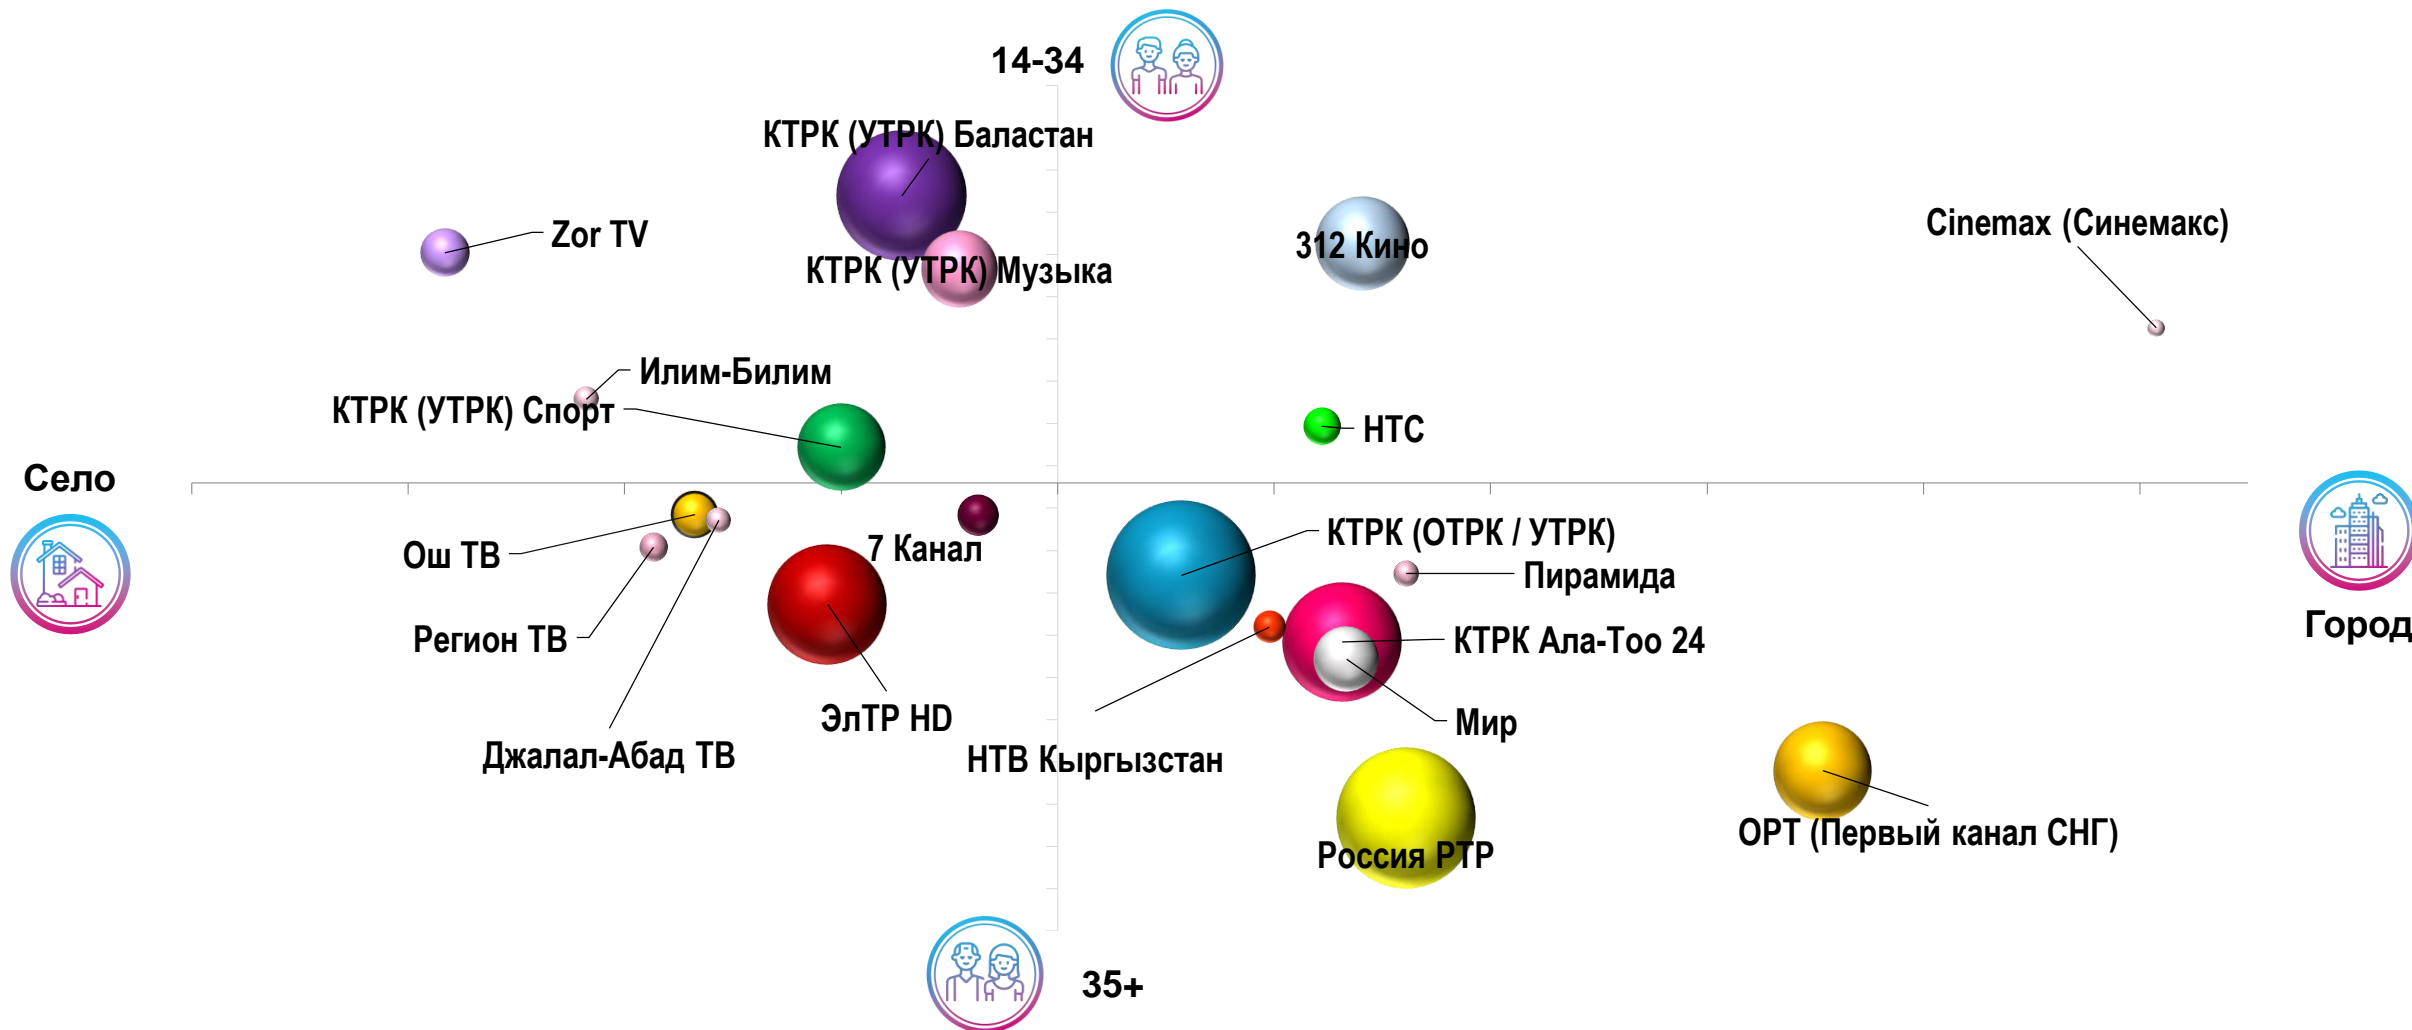 14-34
КТРК (УТРК) Баластан
Zor TV
Cinemax (Синемакс)
312 Кино
КТРК (УТРК) Музыка
Илим-Билим
КТРК (УТРК) Спорт
НТС
Село
КТРК (ОТРК / УТРК)
7 Канал
Ош ТВ
Пирамида
Город
Регион ТВ
КТРК Ала-Тоо 24
ЭлТР HD
Мир
Джалал-Абад ТВ
НТВ Кыргызстан
ОРТ (Первый канал СНГ)
Россия РТР
35+